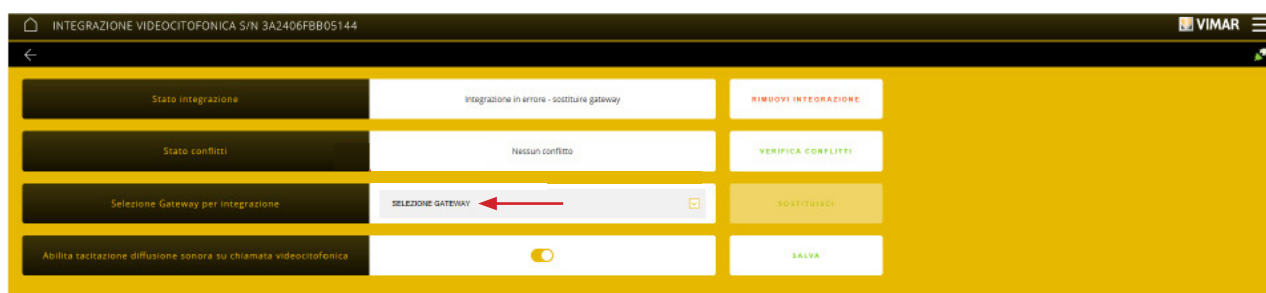 INTEGRAZIONE VIDEOCITOFONICA S/N 3A2406FBB05144
VIMAR
Stato integrazione
Integrazione in errore - sostituire gateway
RIMUOVI INTEGRAZIONE
Stato conflitti
Nessun conflitto
VERIFICA CONFLITTI
Selezione Gateway per integrazione
SELEZIONE GATEWAY
SOSTITUISCI
Abilita tacitazione diffusione sonora su chiamata videocitofonica
SALVA